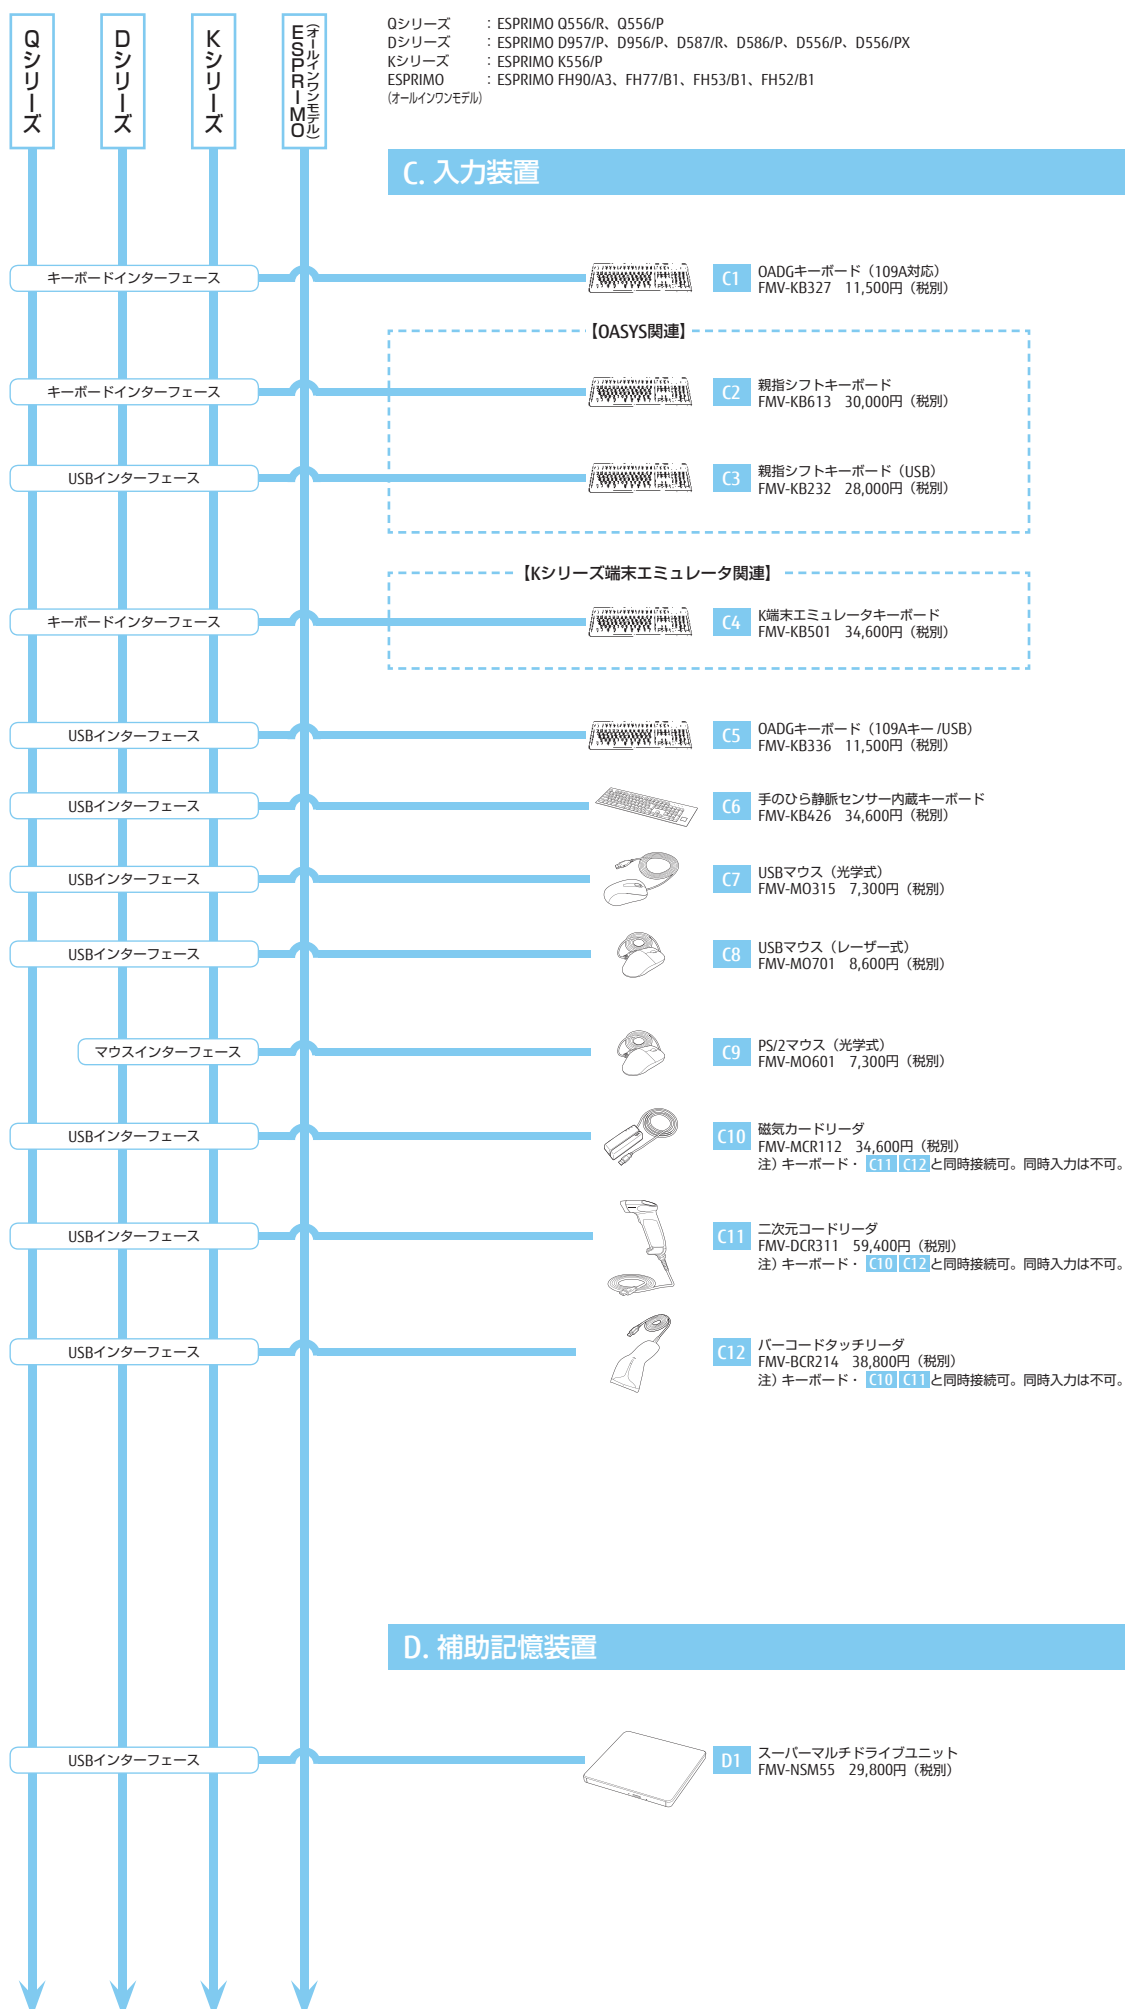 Qシリーズ
Dシリーズ
Kシリーズ
ESPRIMO
(オールインワンモデル)
Qシリーズ : ESPRIMO Q556/R、Q556/P
Dシリーズ : ESPRIMO D957/P、D956/P、D587/R、D586/P、D556/P、D556/PX
Kシリーズ : ESPRIMO K556/P
ESPRIMO : ESPRIMO FH90/A3、FH77/B1、FH53/B1、FH52/B1
(オールインワンモデル)
C. 入力装置
キーボードインターフェース
C1 OADGキーボード（109A対応）
FMV-KB327 11,500円（税別）
【OASYS関連】
キーボードインターフェース
C2 親指シフトキーボード
FMV-KB613 30,000円（税別）
USBインターフェース
C3 親指シフトキーボード（USB）
FMV-KB232 28,000円（税別）
【Kシリーズ端末エミュレータ関連】
キーボードインターフェース
C4 K端末エミュレータキーボード
FMV-KB501 34,600円（税別）
USBインターフェース
C5 OADGキーボード（109Aキー/USB）
FMV-KB336 11,500円（税別）
USBインターフェース
C6 手のひら静脈センサー内蔵キーボード
FMV-KB426 34,600円（税別）
USBインターフェース
C7 USBマウス（光学式）
FMV-MO315 7,300円（税別）
USBインターフェース
C8 USBマウス（レーザー式）
FMV-MO701 8,600円（税別）
マウスインターフェース
C9 PS/2マウス（光学式）
FMV-MO601 7,300円（税別）
USBインターフェース
C10 磁気カードリーダ
FMV-MCR112 34,600円（税別）
注）キーボード・ C11 C12 と同時接続可。同時入力は不可。
USBインターフェース
C11 二次元コードリーダ
FMV-DCR311 59,400円（税別）
注）キーボード・ C10 C12 と同時接続可。同時入力は不可。
USBインターフェース
C12 バーコードタッチリーダ
FMV-BCR214 38,800円（税別）
注）キーボード・ C10 C11 と同時接続可。同時入力は不可。
D. 補助記憶装置
USBインターフェース
D1 スーパーマルチドライブユニット
FMV-NSM55 29,800円（税別）